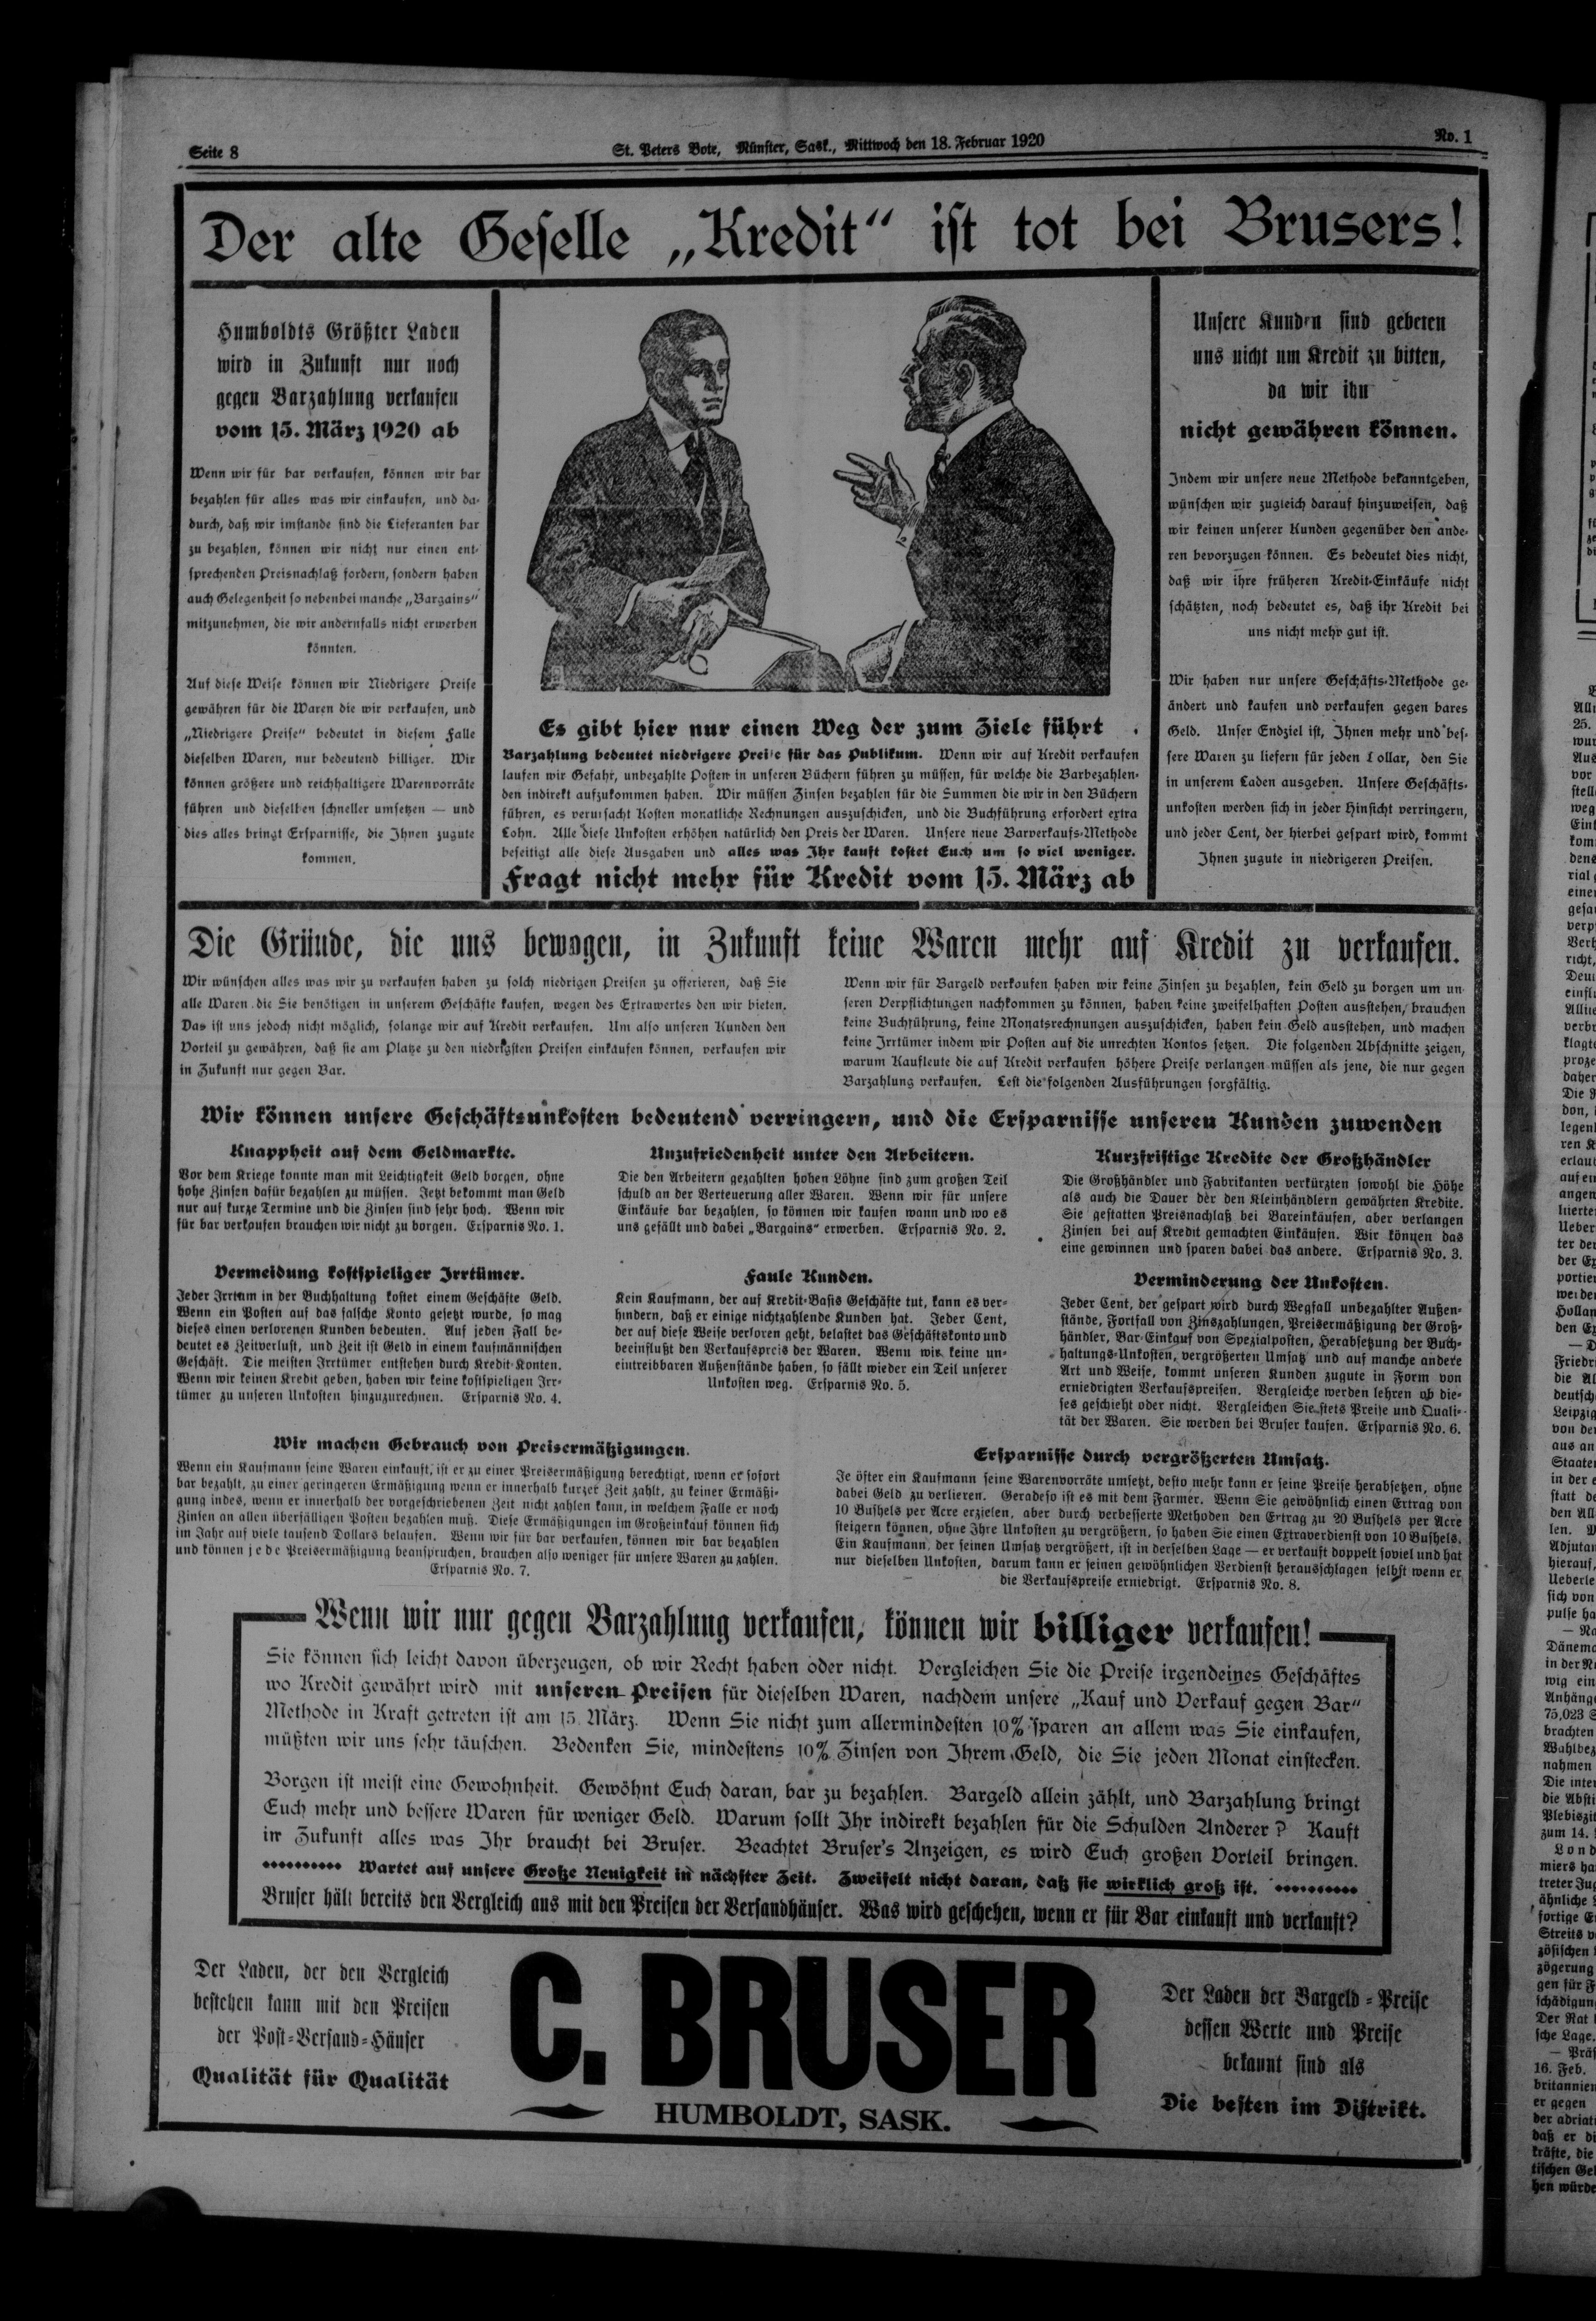 Seite 8
St. Peters Bote, Münster, Sask., Mittwoch den 18. Februar 1920
No. 1
Der alte Geselle „Kredit“ ist tot bei Brusers!
Humboldts Größter Laden
wird in Zukunft nur noch
gegen Barzahlung verkaufen
vom 15. März 1920 ab
Wenn wir für bar verkaufen, können wir bar
bezahlen für alles was wir einkaufen, und da-
durch, daß wir imstande sind die Lieferanten bar
zu bezahlen, können wir nicht nur einen ent-
sprechenden Preisnachlaß fordern, sondern haben
auch Gelegenheit so nebenbei manche „Bargains“
mitzunehmen, die wir andernfalls nicht erwerben
könnten.
Auf diese Weise können wir Niedrigere Preise
gewähren für die Waren die wir verkaufen, und
„Niedrigere Preise“ bedeutet in diesem Falle
dieselben Waren, nur bedeutend billiger. Wir
können größere und reichhaltigere Warenvorräte
führen und dieselben schneller umsetzen — und
dies alles bringt Ersparnisse, die Ihnen zugute
kommen.
Es gibt hier nur einen Weg der zum Ziele führt
Barzahlung bedeutet niedrigere Preise für das Publikum. Wenn wir auf Kredit verkaufen
laufen wir Gefahr, unbezahlte Posten in unseren Büchern führen zu müssen, für welche die Barbezahlen-
den indirekt aufzukommen haben. Wir müssen Zinsen bezahlen für die Summen die wir in den Büchern
führen, es verursacht Kosten monatliche Rechnungen auszuschicken, und die Buchführung erfordert extra
Lohn. Alle diese Unkosten erhöhen natürlich den Preis der Waren. Unsere neue Barverkaufs-Methode
beseitigt alle diese Ausgaben und alles was Ihr kauft kostet Euch um so viel weniger.
Fragt nicht mehr für Kredit vom 15. März ab
Unsere Kunden sind gebeten
uns nicht um Kredit zu bitten,
da wir ihn
nicht gewähren können.
Indem wir unsere neue Methode bekanntgeben,
wünschen wir zugleich darauf hinzuweisen, daß
wir keinen unserer Kunden gegenüber den ande-
ren bevorzugen können. Es bedeutet dies nicht,
daß wir ihre früheren Kredit-Einkäufe nicht
schätzten, noch bedeutet es, daß ihr Kredit bei
uns nicht mehr gut ist.
Wir haben nur unsere Geschäfts-Methode ge-
ändert und kaufen und verkaufen gegen bares
Geld. Unser Endziel ist, Ihnen mehr und bes-
sere Waren zu liefern für jeden Dollar, den Sie
in unserem Laden ausgeben. Unsere Geschäfts-
unkosten werden sich in jeder Hinsicht verringern,
und jeder Cent, der hierbei gespart wird, kommt
Ihnen zugute in niedrigeren Preisen.
Die Gründe, die uns bewogen, in Zukunft keine Waren mehr auf Kredit zu verkaufen.
Wir wünschen alles was wir zu verkaufen haben zu solch niedrigen Preisen zu offerieren, daß Sie
alle Waren die Sie benötigen in unserem Geschäfte kaufen, wegen des Extrawertes den wir bieten.
Das ist uns jedoch nicht möglich, solange wir auf Kredit verkaufen. Um also unseren Kunden den
Vorteil zu gewähren, daß sie am Platze zu den niedrigsten Preisen einkaufen können, verkaufen wir
in Zukunft nur gegen Bar.
Wenn wir für Bargeld verkaufen haben wir keine Zinsen zu bezahlen, kein Geld zu borgen um un-
seren Verpflichtungen nachkommen zu können, haben keine zweifelhaften Posten ausstehen, brauchen
keine Buchführung, keine Monatsrechnungen auszuschicken, haben kein Geld ausstehen, und machen
keine Irrtümer indem wir Posten auf die unrechten Kontos setzen. Die folgenden Abschnitte zeigen,
warum Kaufleute die auf Kredit verkaufen höhere Preise verlangen müssen als jene, die nur gegen
Barzahlung verkaufen. Lest die folgenden Ausführungen sorgfältig.
Wir können unsere Geschäftsunkosten bedeutend verringern, und die Ersparnisse unseren Kunden zuwenden
Knappheit auf dem Geldmarkte.
Vor dem Kriege konnte man mit Leichtigkeit Geld borgen, ohne
hohe Zinsen dafür bezahlen zu müssen. Jetzt bekommt man Geld
nur auf kurze Termine und die Zinsen sind sehr hoch. Wenn wir
für bar verkaufen brauchen wir nicht zu borgen. Ersparnis No. 1.
Unzufriedenheit unter den Arbeitern.
Die den Arbeitern gezahlten hohen Löhne sind zum großen Teil
schuld an der Verteuerung aller Waren. Wenn wir für unsere
Einkäufe bar bezahlen, so können wir kaufen wann und wo es
uns gefällt und dabei „Bargains“ erwerben. Ersparnis No. 2.
Kurzfristige Kredite der Großhändler
Die Großhändler und Fabrikanten verkürzten sowohl die Höhe
als auch die Dauer der den Kleinhändlern gewährten Kredite.
Sie gestatten Preisnachlaß bei Bareinkäufen, aber verlangen
Zinsen bei auf Kredit gemachten Einkäufen. Wir können das
eine gewinnen und sparen dabei das andere. Ersparnis No. 3.
Vermeidung kostspieliger Irrtümer.
Jeder Irrtum in der Buchhaltung kostet einem Geschäfte Geld.
Wenn ein Posten auf das falsche Konto gesetzt wurde, so mag
dieses einen verlorenen Kunden bedeuten. Auf jeden Fall be-
deutet es Zeitverlust, und Zeit ist Geld in einem kaufmännischen
Geschäft. Die meisten Irrtümer entstehen durch Kredit-Konten.
Wenn wir keinen Kredit geben, haben wir keine kostspieligen Irr-
tümer zu unseren Unkosten hinzuzurechnen. Ersparnis No. 4.
Faule Kunden.
Kein Kaufmann, der auf Kredit-Basis Geschäfte tut, kann es ver-
hindern, daß er einige nichtzahlende Kunden hat. Jeder Cent,
der auf diese Weise verloren geht, belastet das Geschäftskonto und
beeinflußt den Verkaufspreis der Waren. Wenn wir keine un-
eintreibbaren Außenstände haben, so fällt wieder ein Teil unserer
Unkosten weg. Ersparnis No. 5.
Verminderung der Unkosten.
Jeder Cent, der gespart wird durch Wegfall unbezahlter Außen-
stände, Fortfall von Zinszahlungen, Preisermäßigung der Groß-
händler, Bar-Einkauf von Spezialposten, Herabsetzung der Buch-
haltungs-Unkosten, vergrößerten Umsatz und auf manche andere
Art und Weise, kommt unseren Kunden zugute in Form von
erniedrigten Verkaufspreisen. Vergleiche werden lehren ob die-
ses geschieht oder nicht. Vergleichen Sie stets Preise und Quali-
tät der Waren. Sie werden bei Bruser kaufen. Ersparnis No. 6.
Wir machen Gebrauch von Preisermäßigungen.
Wenn ein Kaufmann seine Waren einkauft, ist er zu einer Preisermäßigung berechtigt, wenn er sofort
bar bezahlt, zu einer geringeren Ermäßigung wenn er innerhalb kurzer Zeit zahlt, zu keiner Ermäßi-
gung indes, wenn er innerhalb der vorgeschriebenen Zeit nicht zahlen kann, in welchem Falle er noch
Zinsen an allen überfälligen Posten bezahlen muß. Diese Ermäßigungen im Großeinkauf können sich
im Jahr auf viele tausend Dollars belaufen. Wenn wir für bar verkaufen, können wir bar bezahlen
und können jede Preisermäßigung beanspruchen, brauchen also weniger für unsere Waren zu zahlen.
Ersparnis No. 7.
Ersparnisse durch vergrößerten Umsatz.
Je öfter ein Kaufmann seine Warenvorräte umsetzt, desto mehr kann er seine Preise herabsetzen, ohne
dabei Geld zu verlieren. Geradeso ist es mit dem Farmer. Wenn Sie gewöhnlich einen Ertrag von
10 Bushels per Acre erzielen, aber durch verbesserte Methoden den Ertrag zu 20 Bushels per Acre
steigern können, ohne Ihre Unkosten zu vergrößern, so haben Sie einen Extraverdienst von 10 Bushels.
Ein Kaufmann, der seinen Umsatz vergrößert, ist in derselben Lage — er verkauft doppelt soviel und hat
nur dieselben Unkosten, darum kann er seinen gewöhnlichen Verdienst herausschlagen selbst wenn er
die Verkaufspreise erniedrigt. Ersparnis No. 8.
Wenn wir nur gegen Barzahlung verkaufen, können wir billiger verkaufen!
Sie können sich leicht davon überzeugen, ob wir Recht haben oder nicht. Vergleichen Sie die Preise irgendeines Geschäftes
wo Kredit gewährt wird mit unseren Preisen für dieselben Waren, nachdem unsere „Kauf und Verkauf gegen Bar“
Methode in Kraft getreten ist am 15. März. Wenn Sie nicht zum allermindesten 10% sparen an allem was Sie einkaufen,
müßten wir uns sehr täuschen. Bedenken Sie, mindestens 10% Zinsen von Ihrem Geld, die Sie jeden Monat einstecken.
Borgen ist meist eine Gewohnheit. Gewöhnt Euch daran, bar zu bezahlen. Bargeld allein zählt, und Barzahlung bringt
Euch mehr und bessere Waren für weniger Geld. Warum sollt Ihr indirekt bezahlen für die Schulden Anderer? Kauft
in Zukunft alles was Ihr braucht bei Bruser. Beachtet Bruser's Anzeigen, es wird Euch großen Vorteil bringen.
Wartet auf unsere Große Neuigkeit in nächster Zeit. Zweifelt nicht daran, daß sie wirklich groß ist.
Bruser hält bereits den Vergleich aus mit den Preisen der Versandhäuser. Was wird geschehen, wenn er für Bar einkauft und verkauft?
Der Laden, der den Vergleich
bestehen kann mit den Preisen
der Post-Versand-Häuser
Qualität für Qualität
C. BRUSER
HUMBOLDT, SASK.
Der Laden der Bargeld-Preise
dessen Werte und Preise
bekannt sind als
Die besten im Distrikt.